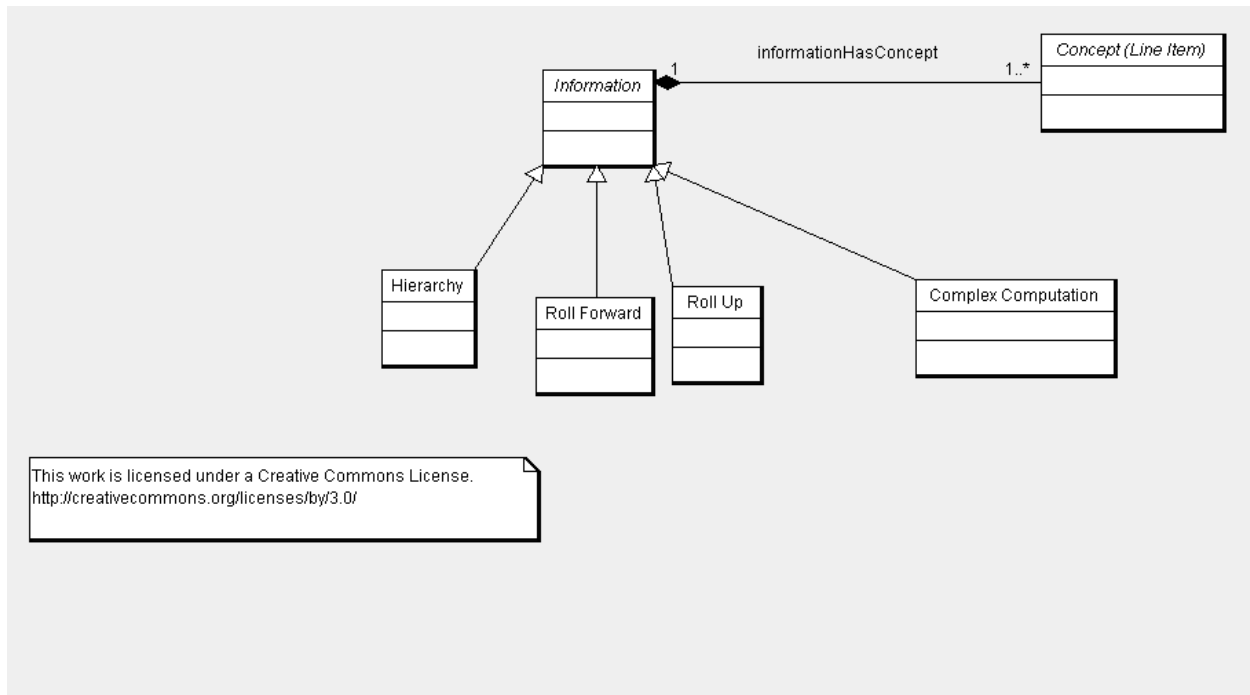 informationHasConcept
Concept (Line Item)
1
1..*
Information
Hierarchy
Roll Forward
Roll Up
Complex Computation
This work is licensed under a Creative Commons License.
http://creativecommons.org/licenses/by/3.0/